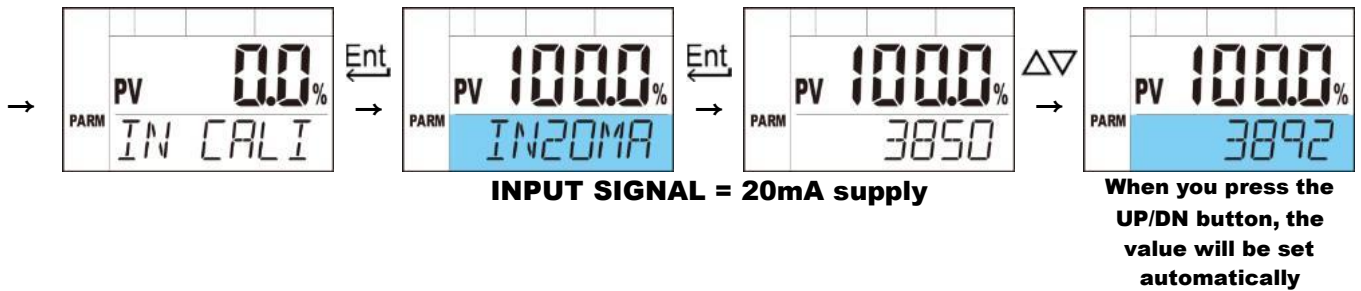 → PV 0.0% PARM IN CALI
Ent →
PV 100.0% PARM IN20MA
Ent →
PV 100.0% PARM 3850
△▽ →
PV 100.0% PARM 3892
INPUT SIGNAL = 20mA supply
When you press the
UP/DN button, the
value will be set
automatically